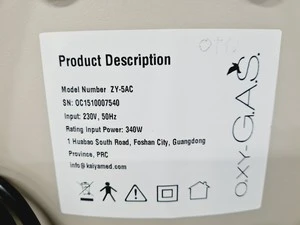 Product Description
Model Number ZY-5AC
SN: OC1510007540
Input: 230V, 50Hz
Rating Input Power: 340W
1 Huabao South Road, Foshan City, Guangdong
Province, PRC
info@kaiyamed.com
OXY-G.A.S.